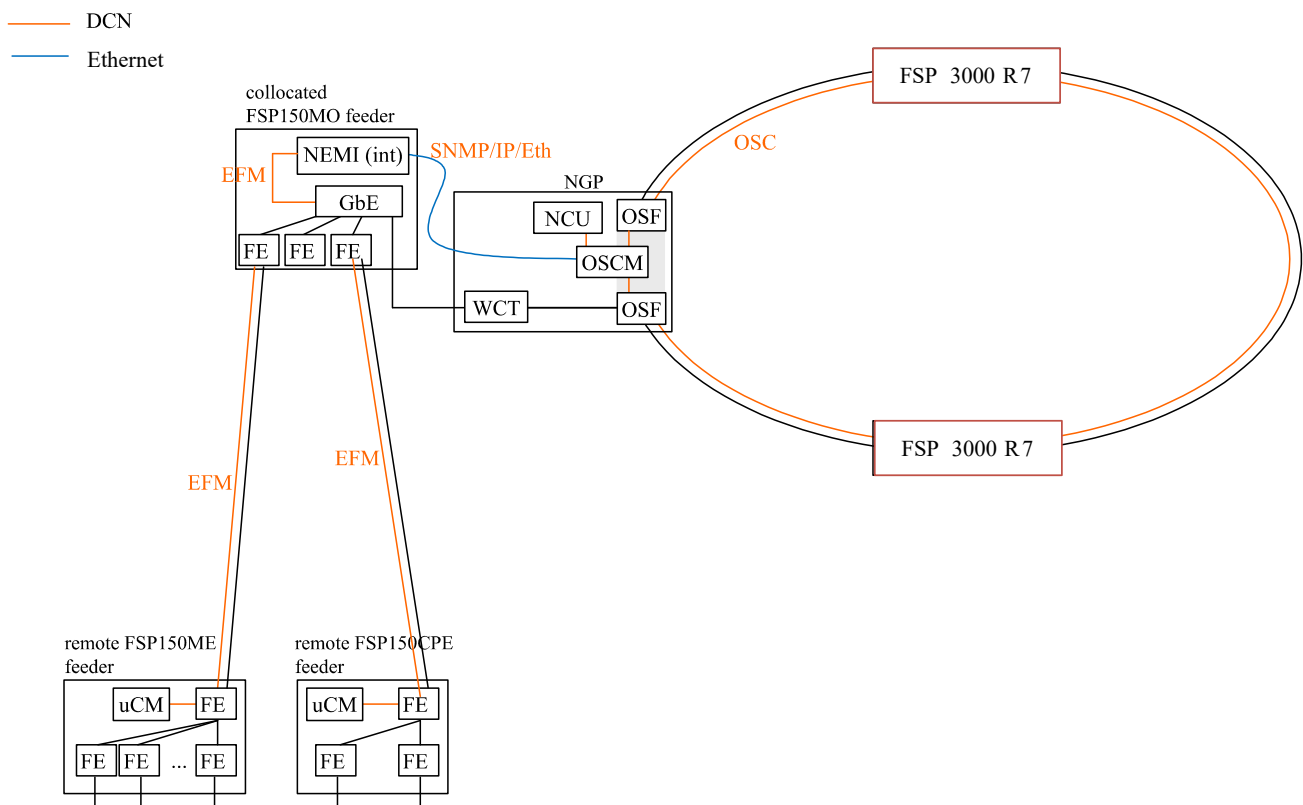 DCN
Ethernet
collocated
FSP150MO feeder
NEMI (int)
EFM
GbE
FE
FE
FE
SNMP/IP/Eth
NGP
NCU
OSF
OSCM
WCT
OSF
FSP 3000 R7
OSC
FSP 3000 R7
EFM
EFM
remote FSP150ME
feeder
uCM
FE
FE
FE
...
FE
remote FSP150CPE
feeder
uCM
FE
FE
FE